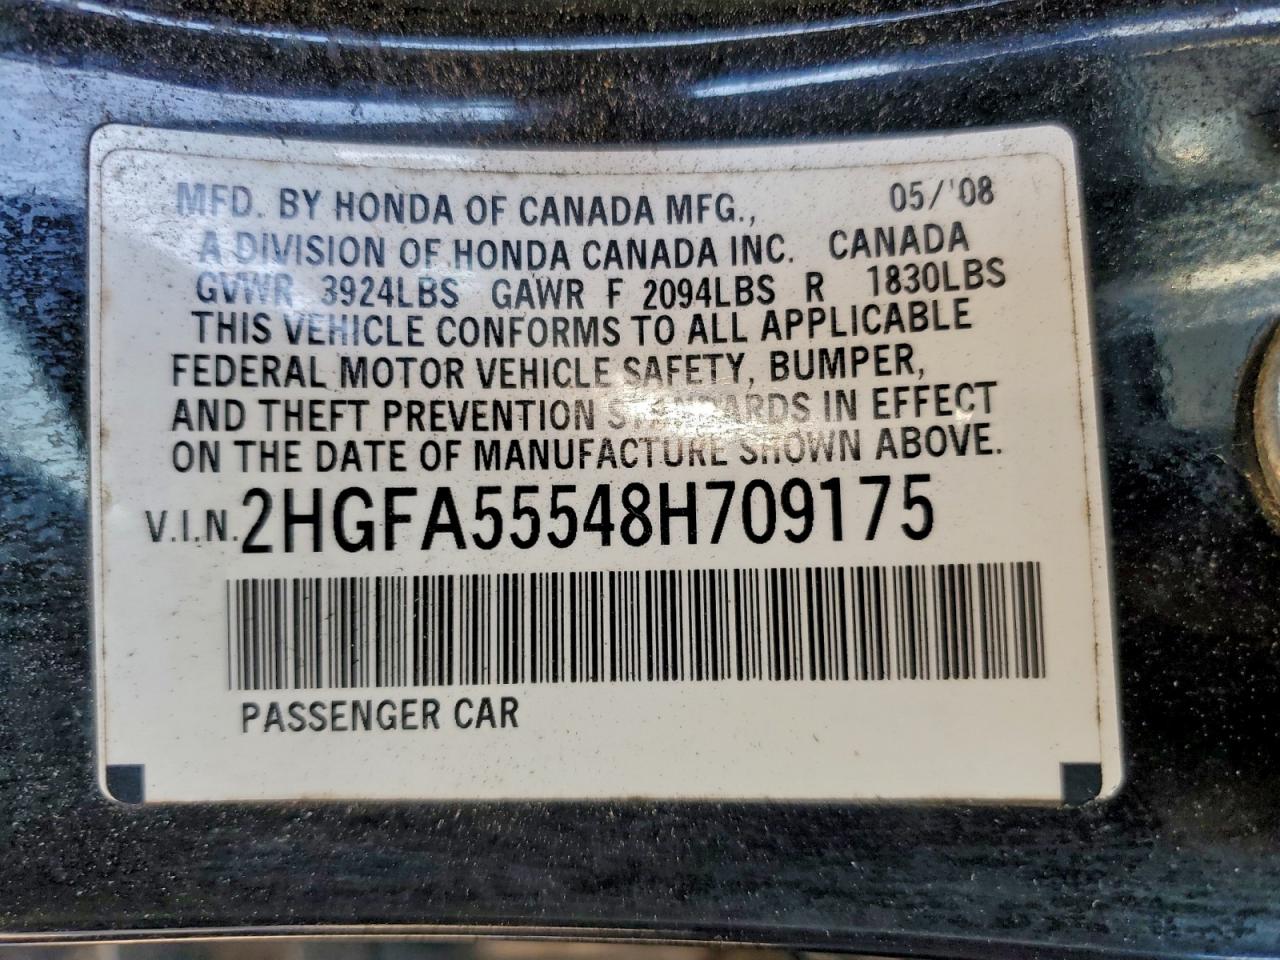 MFD. BY HONDA OF CANADA MFG., 05/'08
A DIVISION OF HONDA CANADA INC. CANADA
GVWR 3924LBS GAWR F 2094LBS R 1830LBS
THIS VEHICLE CONFORMS TO ALL APPLICABLE
FEDERAL MOTOR VEHICLE SAFETY, BUMPER,
AND THEFT PREVENTION STANDARDS IN EFFECT
ON THE DATE OF MANUFACTURE SHOWN ABOVE.
V.I.N. 2HGFA55548H709175
PASSENGER CAR